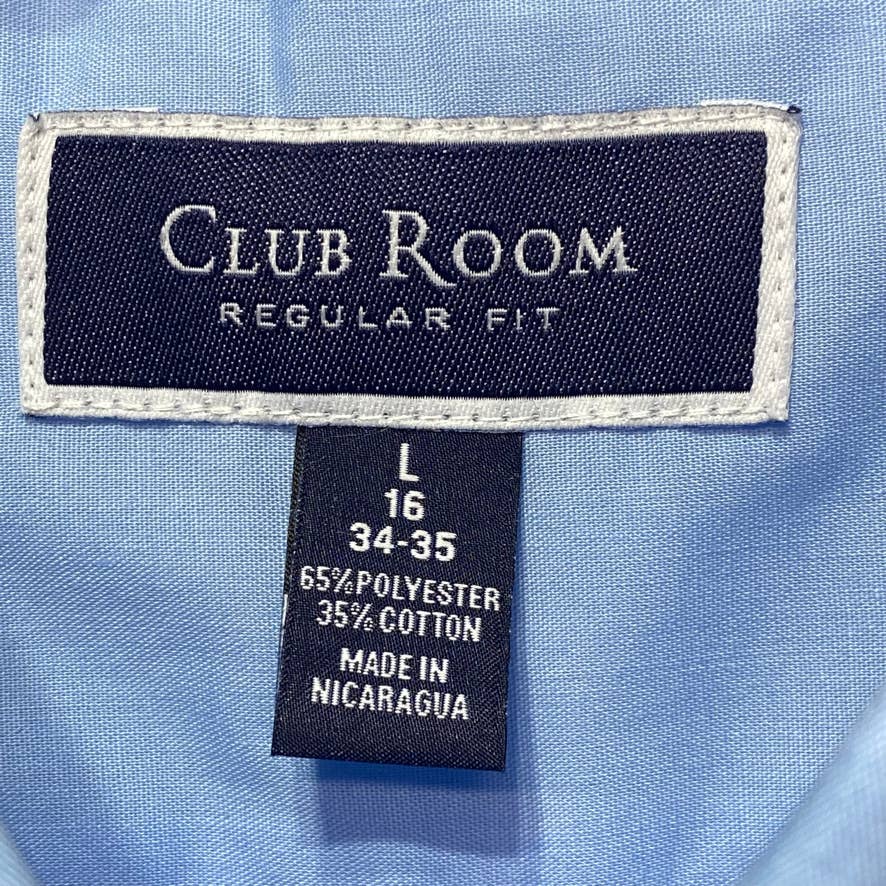 CLUB ROOM
REGULAR FIT
L
16
34-35
65%POLYESTER
35% COTTON
MADE IN
NICARAGUA